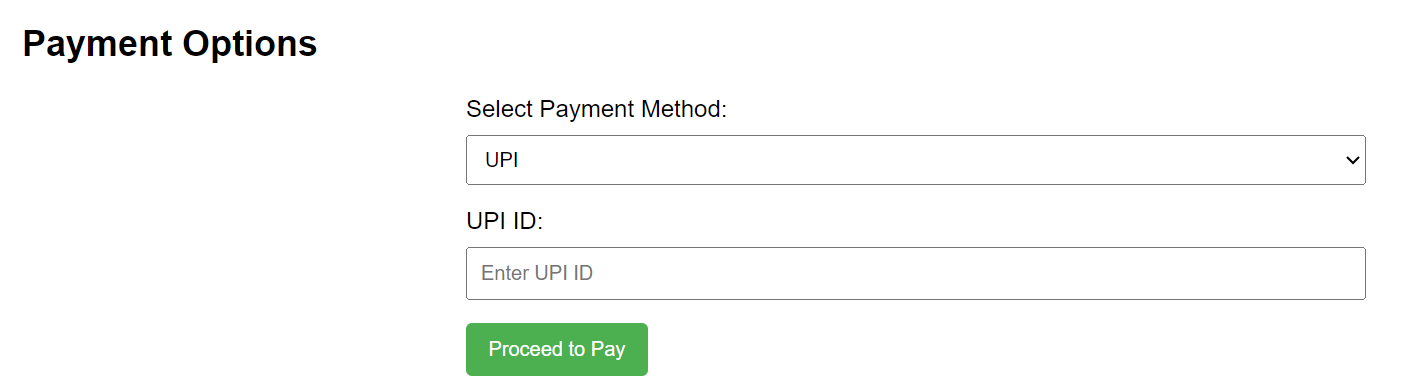 Payment Options
Select Payment Method:
UPI
UPI ID:
Enter UPI ID
Proceed to Pay